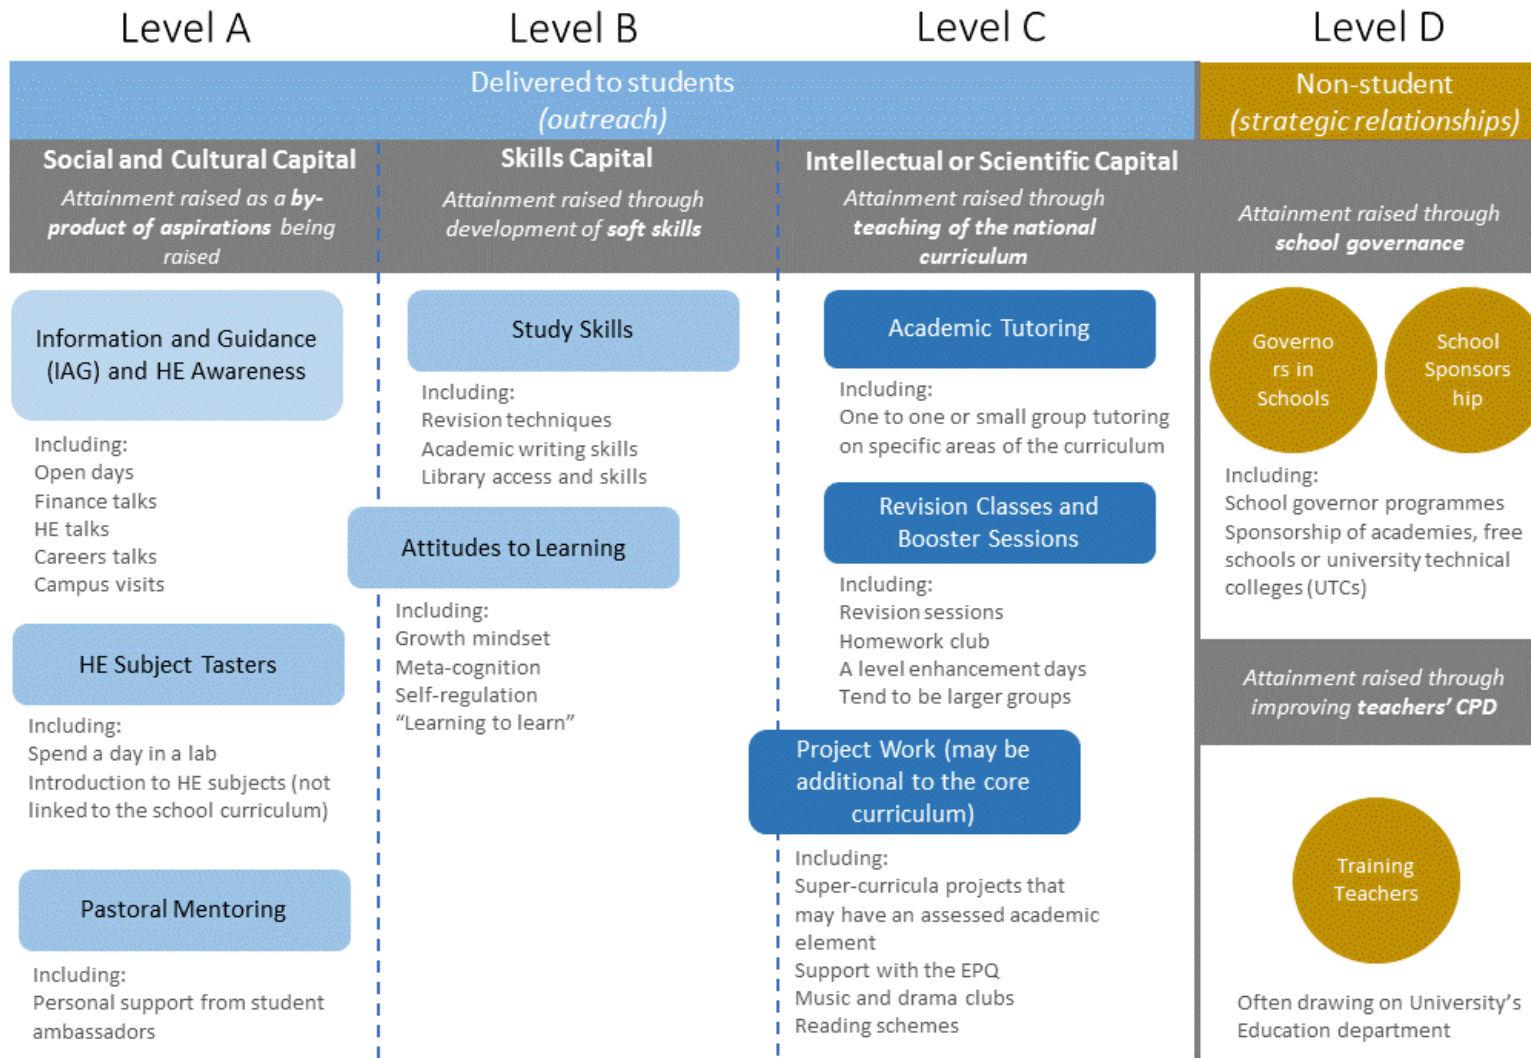 Level A
Level B
Level C
Level D
Delivered to students
(outreach)
Non-student
(strategic relationships)
Social and Cultural Capital
Attainment raised as a by-
product of aspirations being
raised
Skills Capital
Attainment raised through
development of soft skills
Intellectual or Scientific Capital
Attainment raised through
teaching of the national
curriculum
Attainment raised through
school governance
Information and Guidance
(IAG) and HE Awareness
Including:
Open days
Finance talks
HE talks
Careers talks
Campus visits
HE Subject Tasters
Including:
Spend a day in a lab
Introduction to HE subjects (not
linked to the school curriculum)
Pastoral Mentoring
Including:
Personal support from student
ambassadors
Study Skills
Including:
Revision techniques
Academic writing skills
Library access and skills
Attitudes to Learning
Including:
Growth mindset
Meta-cognition
Self-regulation
“Learning to learn”
Academic Tutoring
Including:
One to one or small group tutoring
on specific areas of the curriculum
Revision Classes and
Booster Sessions
Including:
Revision sessions
Homework club
A level enhancement days
Tend to be larger groups
Project Work (may be
additional to the core
curriculum)
Including:
Super-curricula projects that
may have an assessed academic
element
Support with the EPQ
Music and drama clubs
Reading schemes
Governo
rs in
Schools
School
Sponsors
hip
Including:
School governor programmes
Sponsorship of academies, free
schools or university technical
colleges (UTCs)
Attainment raised through
improving teachers’ CPD
Training
Teachers
Often drawing on University’s
Education department